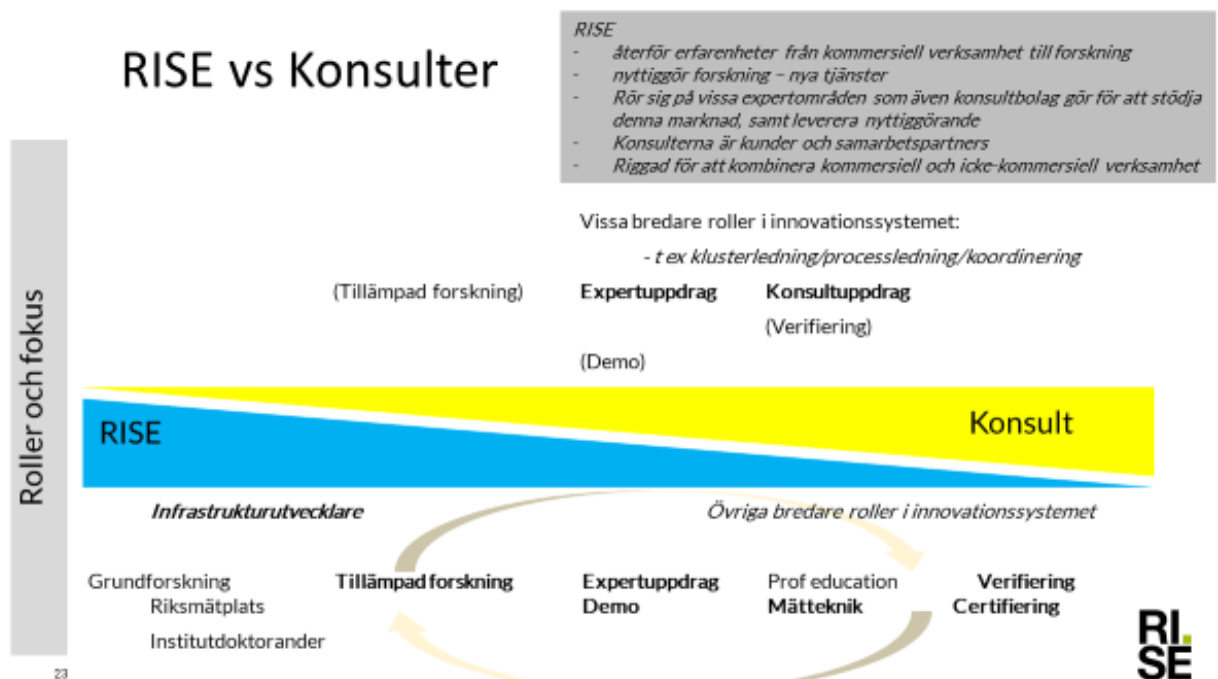 RISE vs Konsulter
RISE
- återför erfarenheter från kommersiell verksamhet till forskning
- nyttiggör forskning – nya tjänster
- Rör sig på vissa expertområden som även konsultbolag gör för att stödja
denna marknad, samt leverera nyttiggörande
- Konsulterna är kunder och samarbetspartners
- Riggad för att kombinera kommersiell och icke-kommersiell verksamhet
Roller och fokus
Vissa bredare roller i innovationssystemet:
- t ex klusterledning/processledning/koordinering
(Tillämpad forskning) Expertuppdrag Konsultuppdrag
(Verifiering)
(Demo)
RISE Konsult
Infrastrukturutvecklare Övriga bredare roller i innovationssystemet
Grundforskning Tillämpad forskning Expertuppdrag Prof education Verifiering
Riksmätplats Demo Mätteknik Certifiering
Institutdoktorander
RI.
SE
23